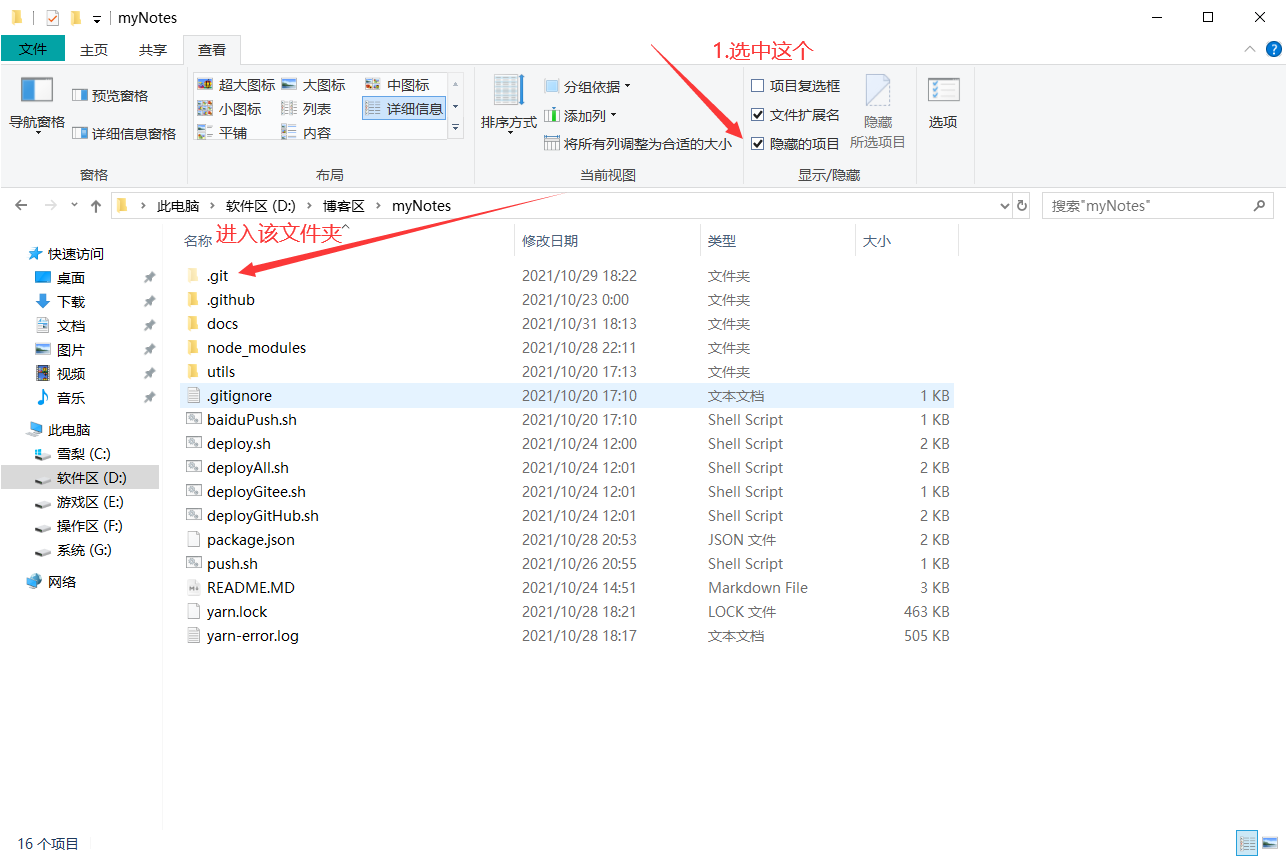 myNotes
文件 主页 共享 查看
1.选中这个
导航窗格
预览窗格
详细信息窗格
窗格
超大图标 大图标 中图标
小图标 列表 详细信息
平铺 内容
布局
排序方式
分组依据
添加列
将所有列调整为合适的大小
当前视图
项目复选框
文件扩展名
隐藏的项目
隐藏
所选项目
显示/隐藏
选项
此电脑 软件区 (D:) 博客区 myNotes
搜索"myNotes"
进入该文件夹
快速访问
桌面
下载
文档
图片
视频
音乐
此电脑
雪梨 (C:)
软件区 (D:)
游戏区 (E:)
操作区 (F:)
系统 (G:)
网络
名称 修改日期 类型 大小
.git 2021/10/29 18:22 文件夹
.github 2021/10/23 0:00 文件夹
docs 2021/10/31 18:13 文件夹
node_modules 2021/10/28 22:11 文件夹
utils 2021/10/20 17:13 文件夹
.gitignore 2021/10/20 17:10 文本文档 1 KB
baiduPush.sh 2021/10/20 17:10 Shell Script 1 KB
deploy.sh 2021/10/24 12:00 Shell Script 2 KB
deployAll.sh 2021/10/24 12:01 Shell Script 2 KB
deployGitee.sh 2021/10/24 12:01 Shell Script 1 KB
deployGitHub.sh 2021/10/24 12:01 Shell Script 2 KB
package.json 2021/10/28 20:53 JSON 文件 2 KB
push.sh 2021/10/26 20:55 Shell Script 1 KB
README.MD 2021/10/24 14:51 Markdown File 3 KB
yarn.lock 2021/10/28 18:21 LOCK 文件 463 KB
yarn-error.log 2021/10/28 18:17 文本文档 505 KB
16 个项目